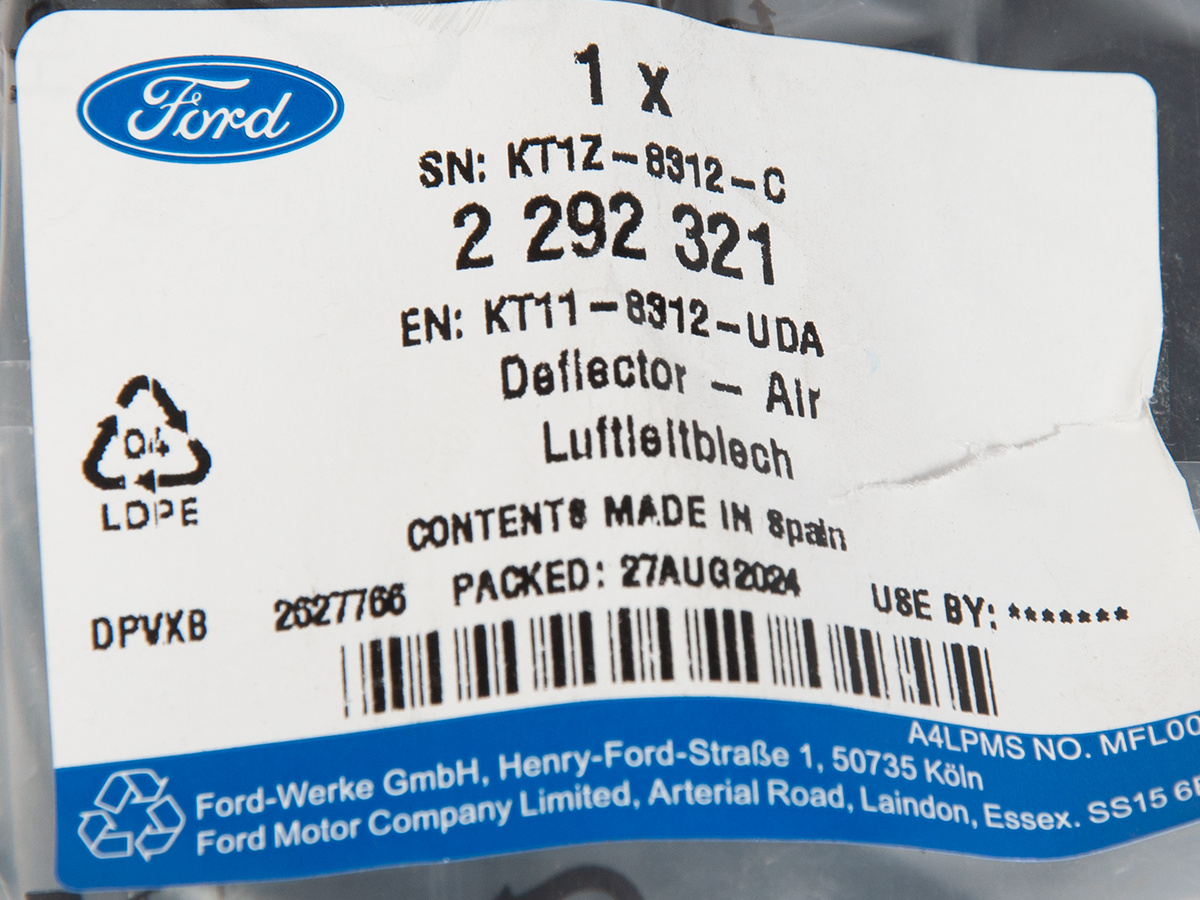 Ford
1 x
SN: KT1Z-8312-C
2 292 321
EN: KT11-8312-UDA
Deflector - Air
Luftleitblech
04
LDPE
CONTENTS MADE IN Spain
DPVXB 2627766 PACKED: 27AUG2024 USE BY: *******
A4LPMS NO. MFL00
Ford-Werke GmbH, Henry-Ford-Straße 1, 50735 Köln
Ford Motor Company Limited, Arterial Road, Laindon, Essex. SS15